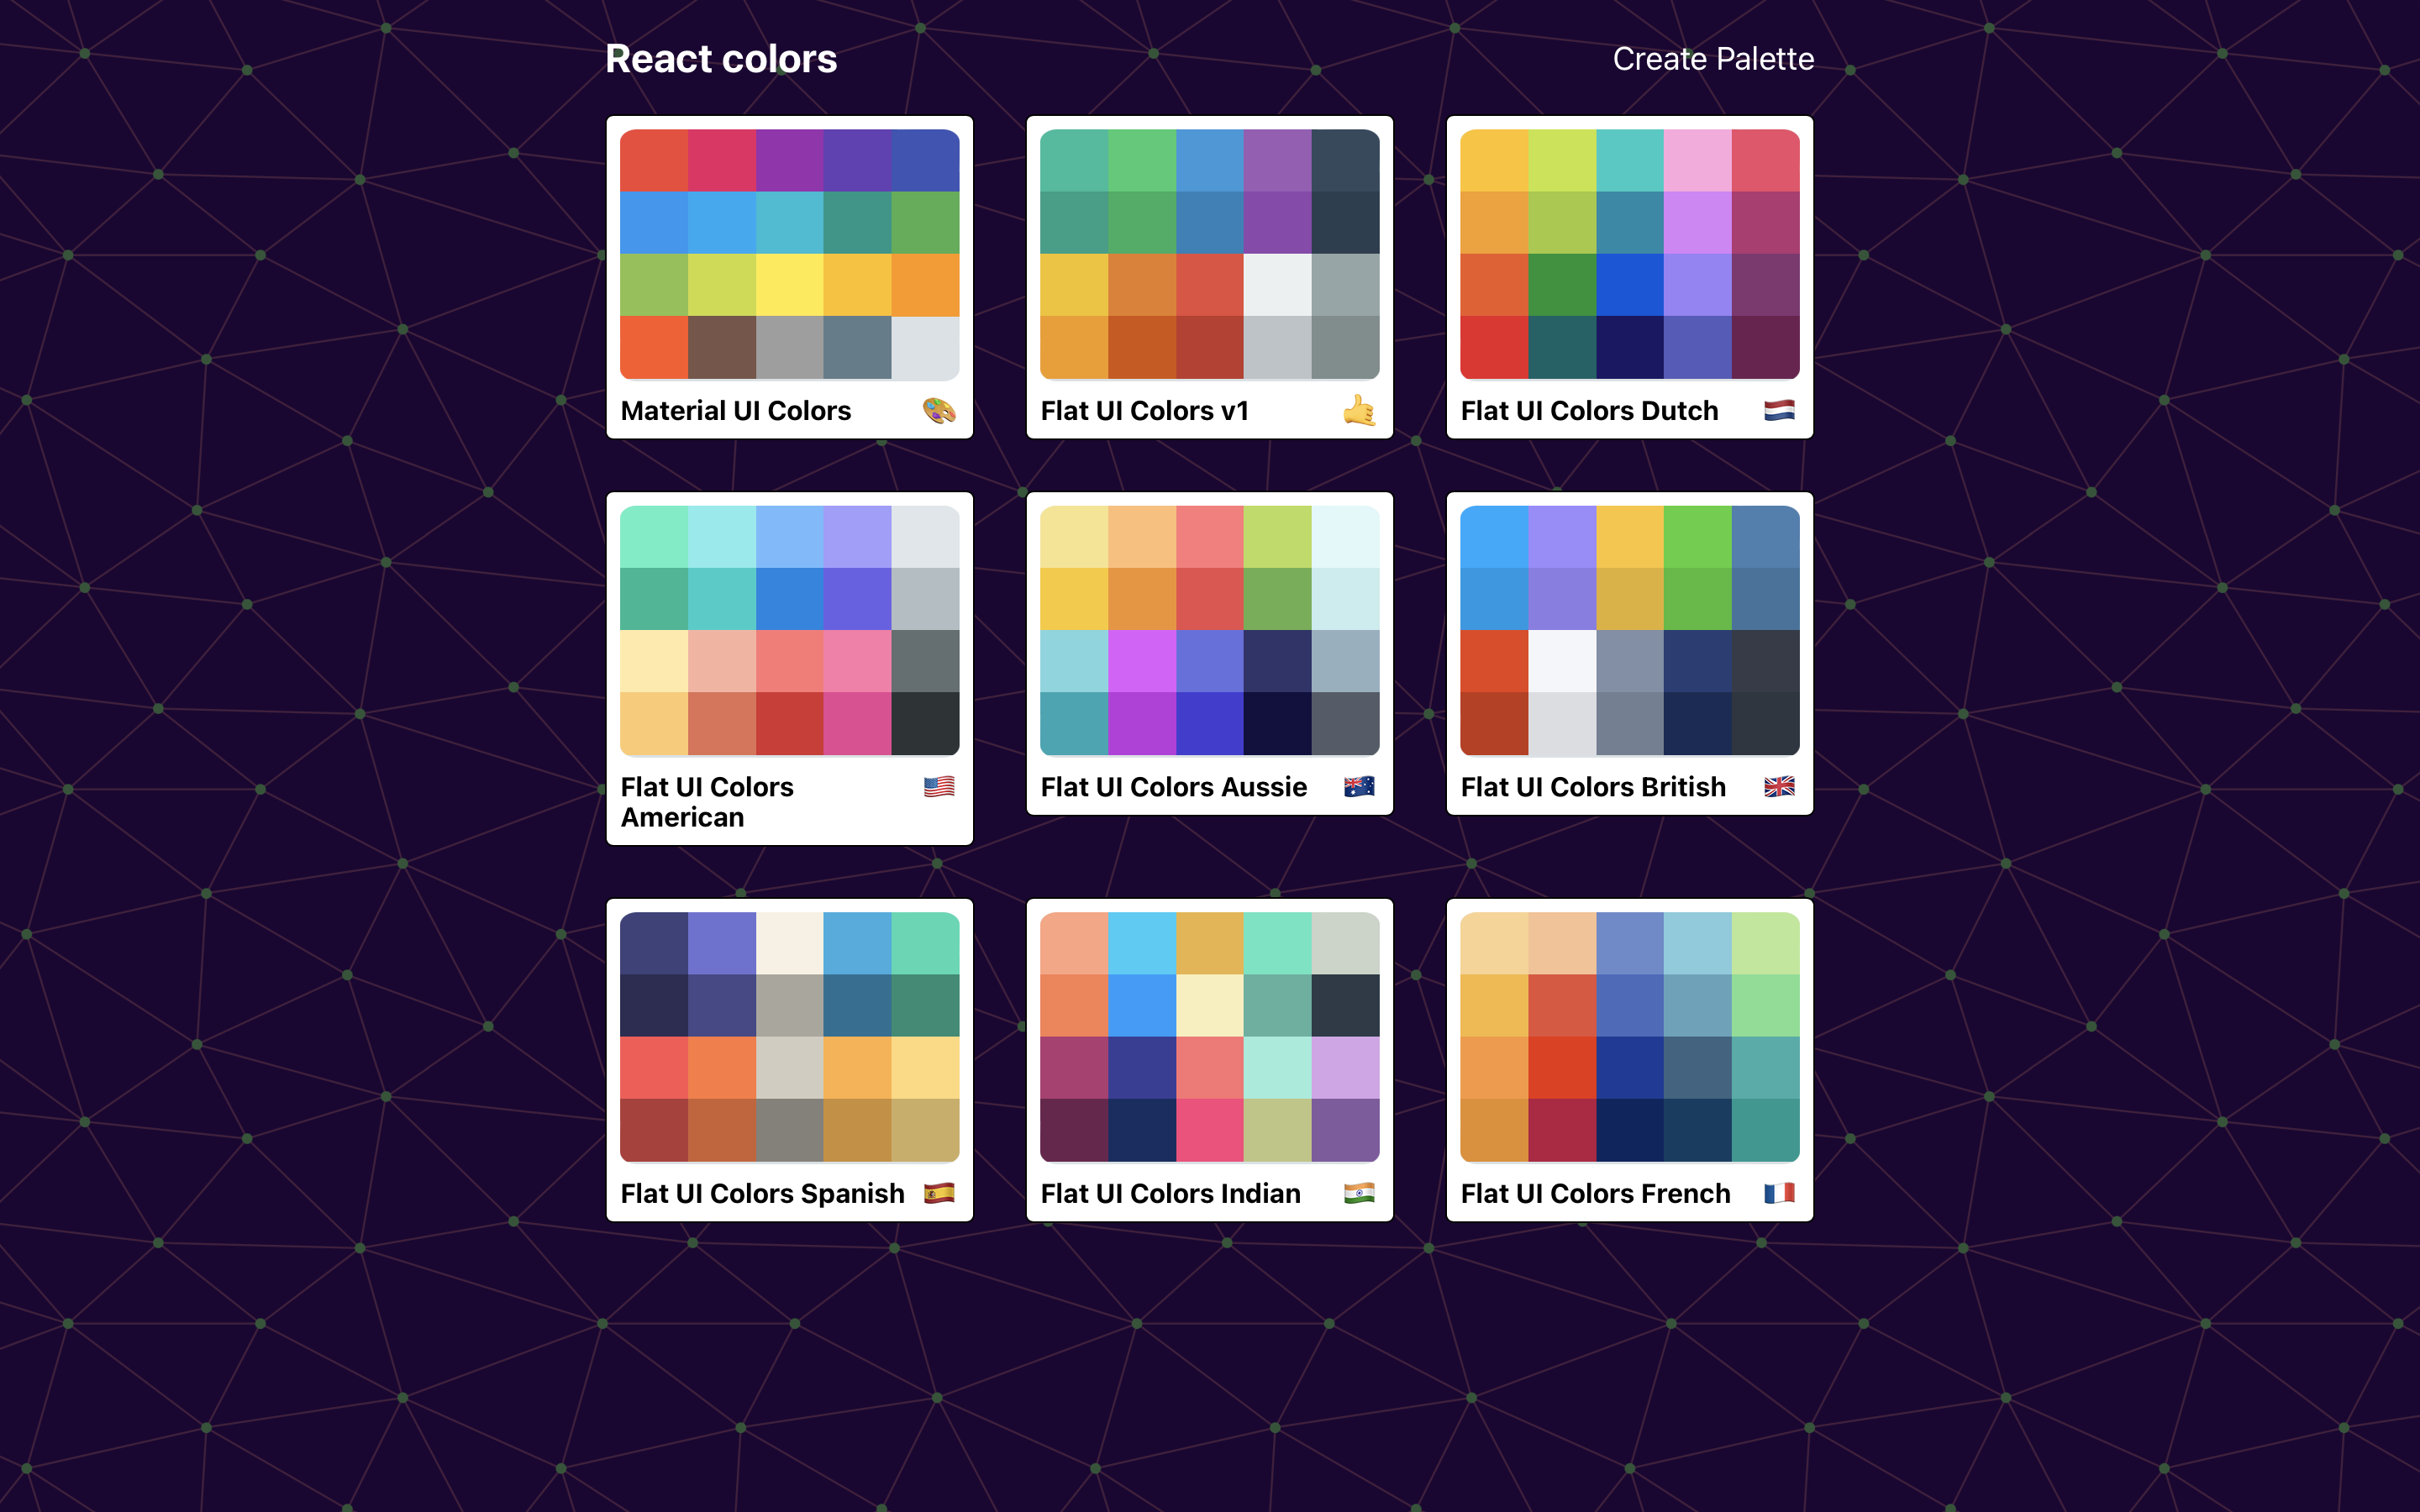 React colors
Create Palette
Material UI Colors
Flat UI Colors v1
Flat UI Colors Dutch
Flat UI Colors
American
Flat UI Colors Aussie
Flat UI Colors British
Flat UI Colors Spanish
Flat UI Colors Indian
Flat UI Colors French